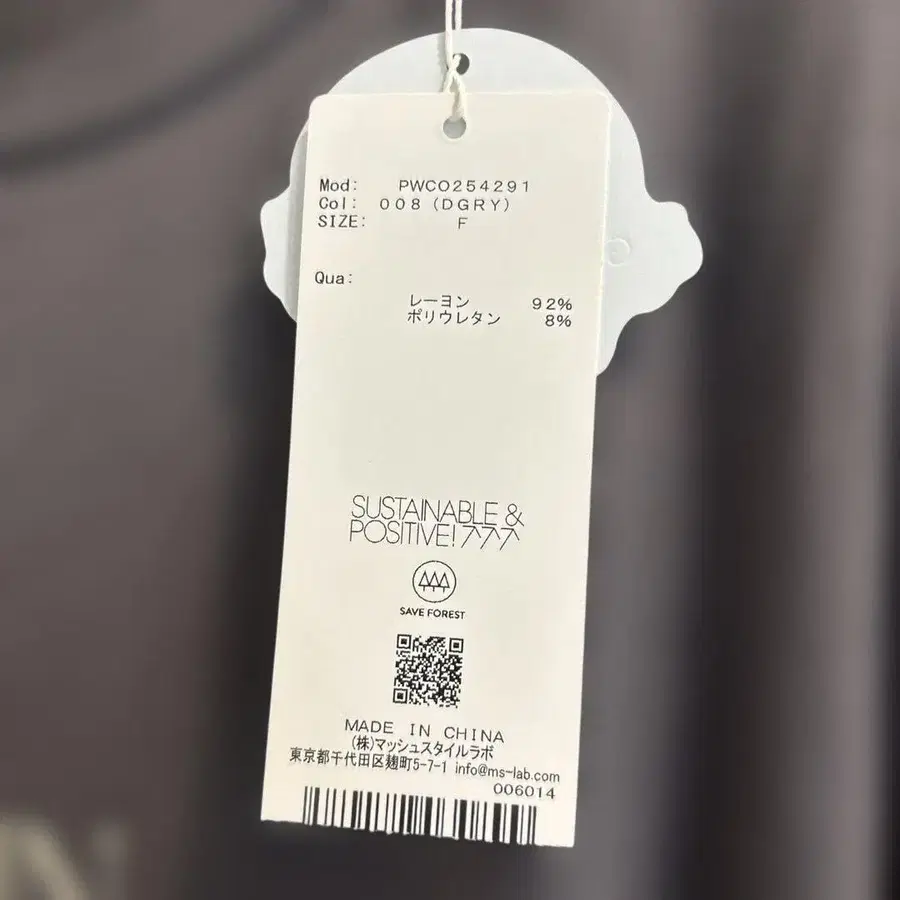 Mod: PWCO254291
Col: 008 (DGRY)
SIZE: F
Qua:
レーヨン 92%
ポリウレタン 8%
SUSTAINABLE &
POSITIVE!
SAVE FOREST
MADE IN CHINA
(株)マッシュスタイルラボ
東京都千代田区麹町5-7-1 info@ms-lab.com
006014